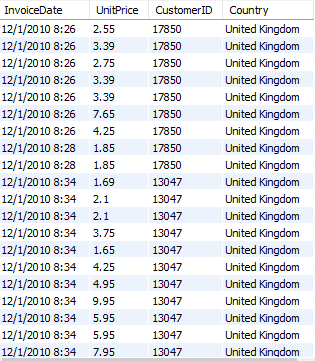 InvoiceDate UnitPrice CustomerID Country
12/1/2010 8:26 2.55 17850 United Kingdom
12/1/2010 8:26 3.39 17850 United Kingdom
12/1/2010 8:26 2.75 17850 United Kingdom
12/1/2010 8:26 3.39 17850 United Kingdom
12/1/2010 8:26 3.39 17850 United Kingdom
12/1/2010 8:26 7.65 17850 United Kingdom
12/1/2010 8:26 4.25 17850 United Kingdom
12/1/2010 8:28 1.85 17850 United Kingdom
12/1/2010 8:28 1.85 17850 United Kingdom
12/1/2010 8:34 1.69 13047 United Kingdom
12/1/2010 8:34 2.1 13047 United Kingdom
12/1/2010 8:34 2.1 13047 United Kingdom
12/1/2010 8:34 3.75 13047 United Kingdom
12/1/2010 8:34 1.65 13047 United Kingdom
12/1/2010 8:34 4.25 13047 United Kingdom
12/1/2010 8:34 4.95 13047 United Kingdom
12/1/2010 8:34 9.95 13047 United Kingdom
12/1/2010 8:34 5.95 13047 United Kingdom
12/1/2010 8:34 5.95 13047 United Kingdom
12/1/2010 8:34 7.95 13047 United Kingdom